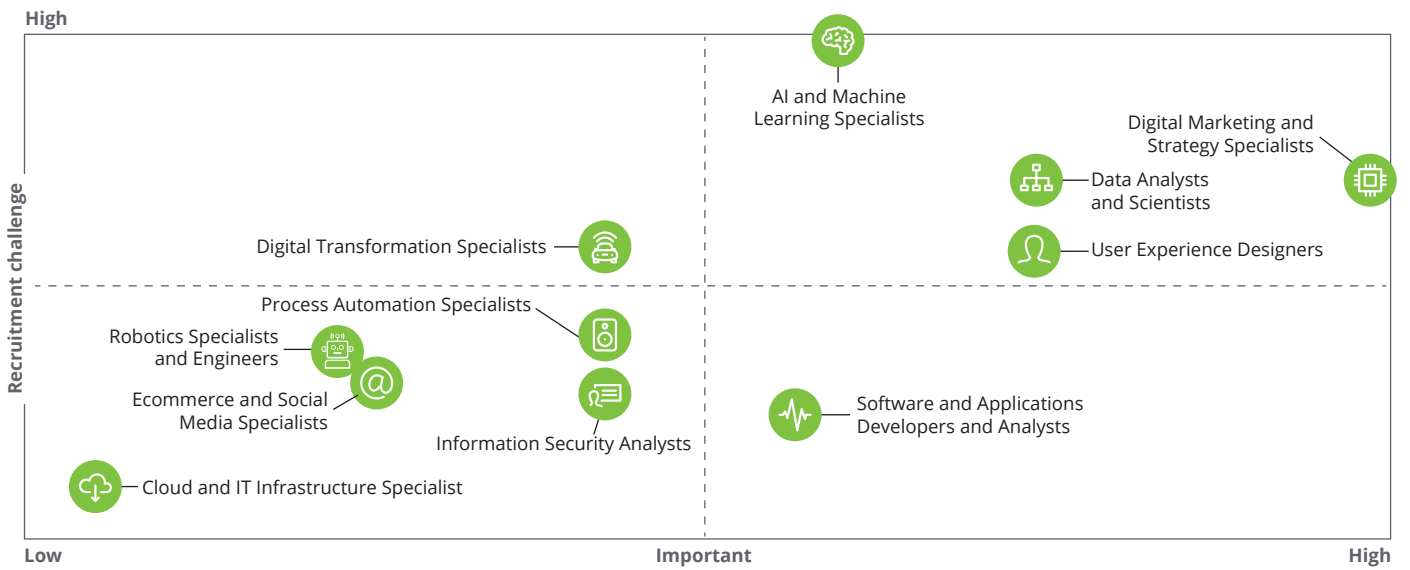 High
AI and Machine
Learning Specialists
Digital Marketing and
Strategy Specialists
Data Analysts
and Scientists
Recruitment challenge
Digital Transformation Specialists
User Experience Designers
Process Automation Specialists
Robotics Specialists
and Engineers
Ecommerce and Social
Media Specialists
Software and Applications
Developers and Analysts
Information Security Analysts
Cloud and IT Infrastructure Specialist
Low
Important
High
@